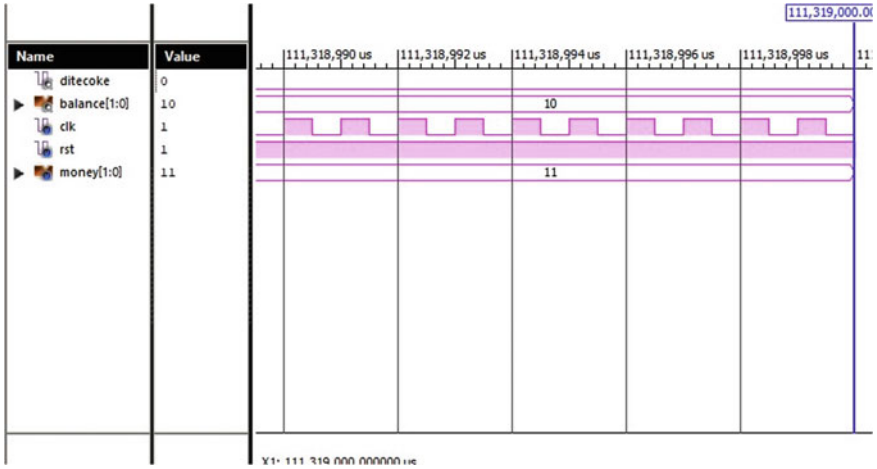 111,319,000.00
Name Value 111,318,990 us 111,318,992 us 111,318,994 us 111,318,996 us 111,318,998 us 11
ditecoke 0
balance[1:0] 10 10
clk 1
rst 1
money[1:0] 11 11
X1: 111,319,000.000000 us